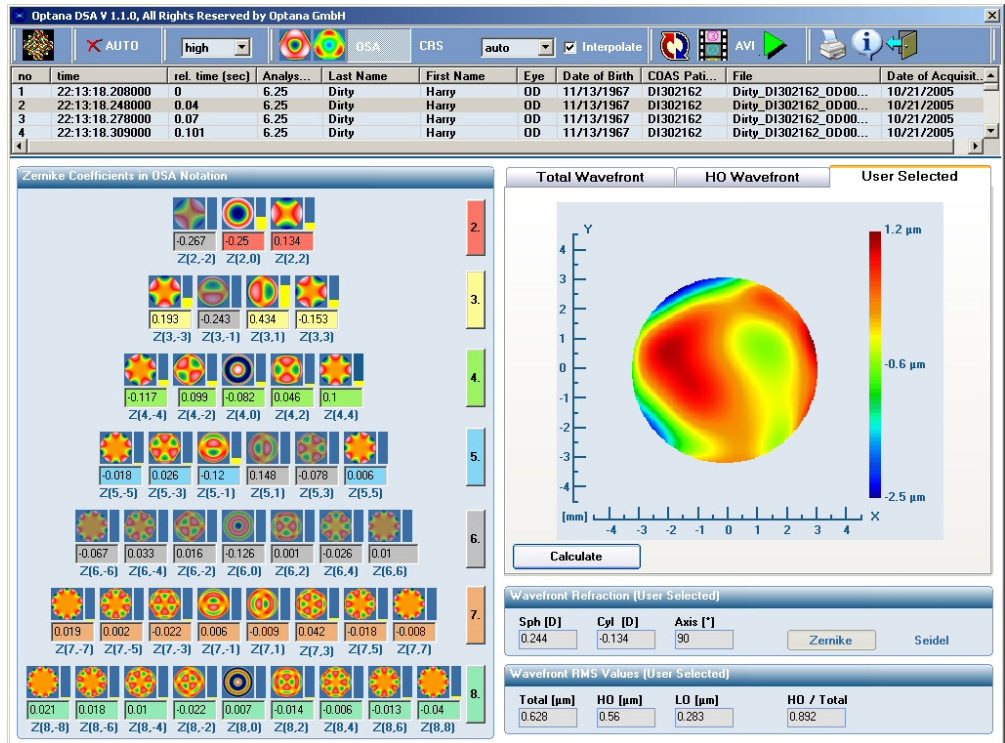 Optana DSA V 1.1.0, All Rights Reserved by Optana GmbH
AUTO high OSA CRS auto Interpolate AVI
no time rel. time (sec) Analys... Last Name First Name Eye Date of Birth COAS Pati... File Date of Acquisit...
1 22:13:18.208000 0 6.25 Dirty Harry OD 11/13/1967 DI302162 Dirty_DI302162_OD00... 10/21/2005
2 22:13:18.248000 0.04 6.25 Dirty Harry OD 11/13/1967 DI302162 Dirty_DI302162_OD00... 10/21/2005
3 22:13:18.278000 0.07 6.25 Dirty Harry OD 11/13/1967 DI302162 Dirty_DI302162_OD00... 10/21/2005
4 22:13:18.309000 0.101 6.25 Dirty Harry OD 11/13/1967 DI302162 Dirty_DI302162_OD00... 10/21/2005
Zernike Coefficients in OSA Notation
-0.267 -0.25 0.134
Z(2,-2) Z(2,0) Z(2,2)
2.
0.193 -0.243 0.434 -0.153
Z(3,-3) Z(3,-1) Z(3,1) Z(3,3)
3.
-0.117 0.099 -0.082 0.046 0.1
Z(4,-4) Z(4,-2) Z(4,0) Z(4,2) Z(4,4)
4.
-0.018 0.026 -0.12 0.148 -0.078 0.006
Z(5,-5) Z(5,-3) Z(5,-1) Z(5,1) Z(5,3) Z(5,5)
5.
-0.067 0.033 0.016 -0.126 0.001 -0.026 0.01
Z(6,-6) Z(6,-4) Z(6,-2) Z(6,0) Z(6,2) Z(6,4) Z(6,6)
6.
0.019 0.002 -0.022 0.006 -0.009 0.042 -0.018 -0.008
Z(7,-7) Z(7,-5) Z(7,-3) Z(7,-1) Z(7,1) Z(7,3) Z(7,5) Z(7,7)
7.
0.021 0.018 0.01 -0.022 0.007 -0.014 -0.006 -0.013 -0.04
Z(8,-8) Z(8,-6) Z(8,-4) Z(8,-2) Z(8,0) Z(8,2) Z(8,4) Z(8,6) Z(8,8)
8.
Total Wavefront HO Wavefront User Selected
Y
4
3
2
1
0
-1
-2
-3
-4
[mm] -4 -3 -2 -1 0 1 2 3 4 X
1.2 µm
-0.6 µm
-2.5 µm
Calculate
Wavefront Refraction (User Selected)
Sph [D] Cyl [D] Axis [°]
0.244 -0.134 90 Zernike Seidel
Wavefront RMS Values (User Selected)
Total [µm] HO [µm] LO [µm] HO / Total
0.628 0.56 0.283 0.892